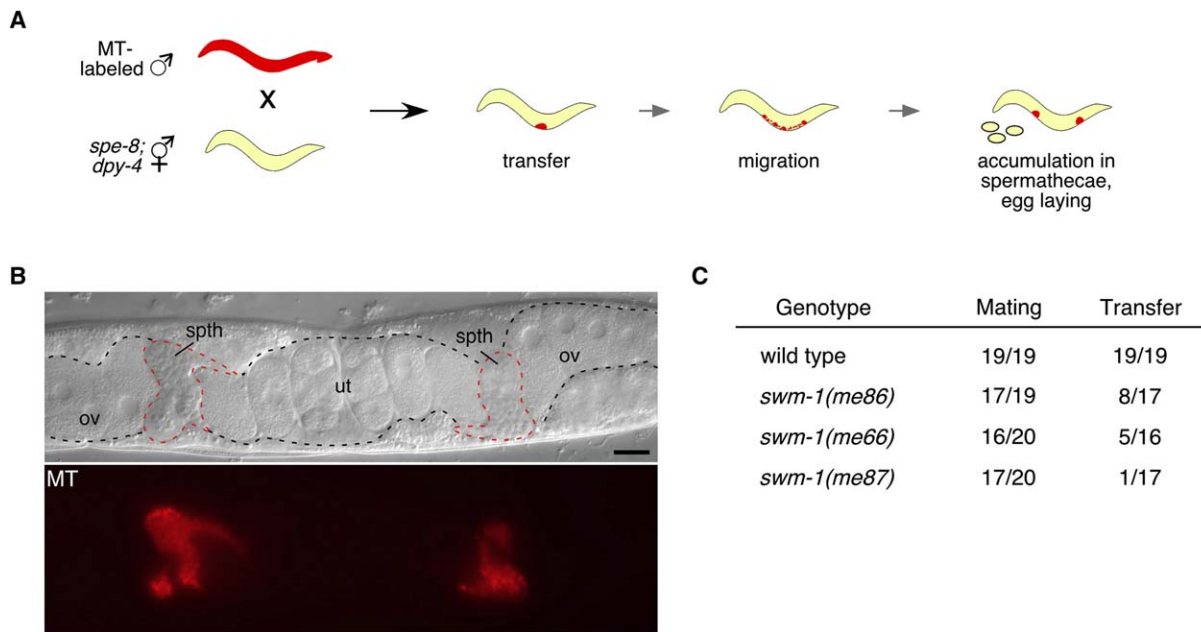 A
MT-
labeled ♂
X
spe-8;
dpy-4
transfer
migration
accumulation in
spermathecae,
egg laying
B
spth
spth
ov
ut
ov
MT
C
Genotype Mating Transfer
wild type 19/19 19/19
swm-1(me86) 17/19 8/17
swm-1(me66) 16/20 5/16
swm-1(me87) 17/20 1/17